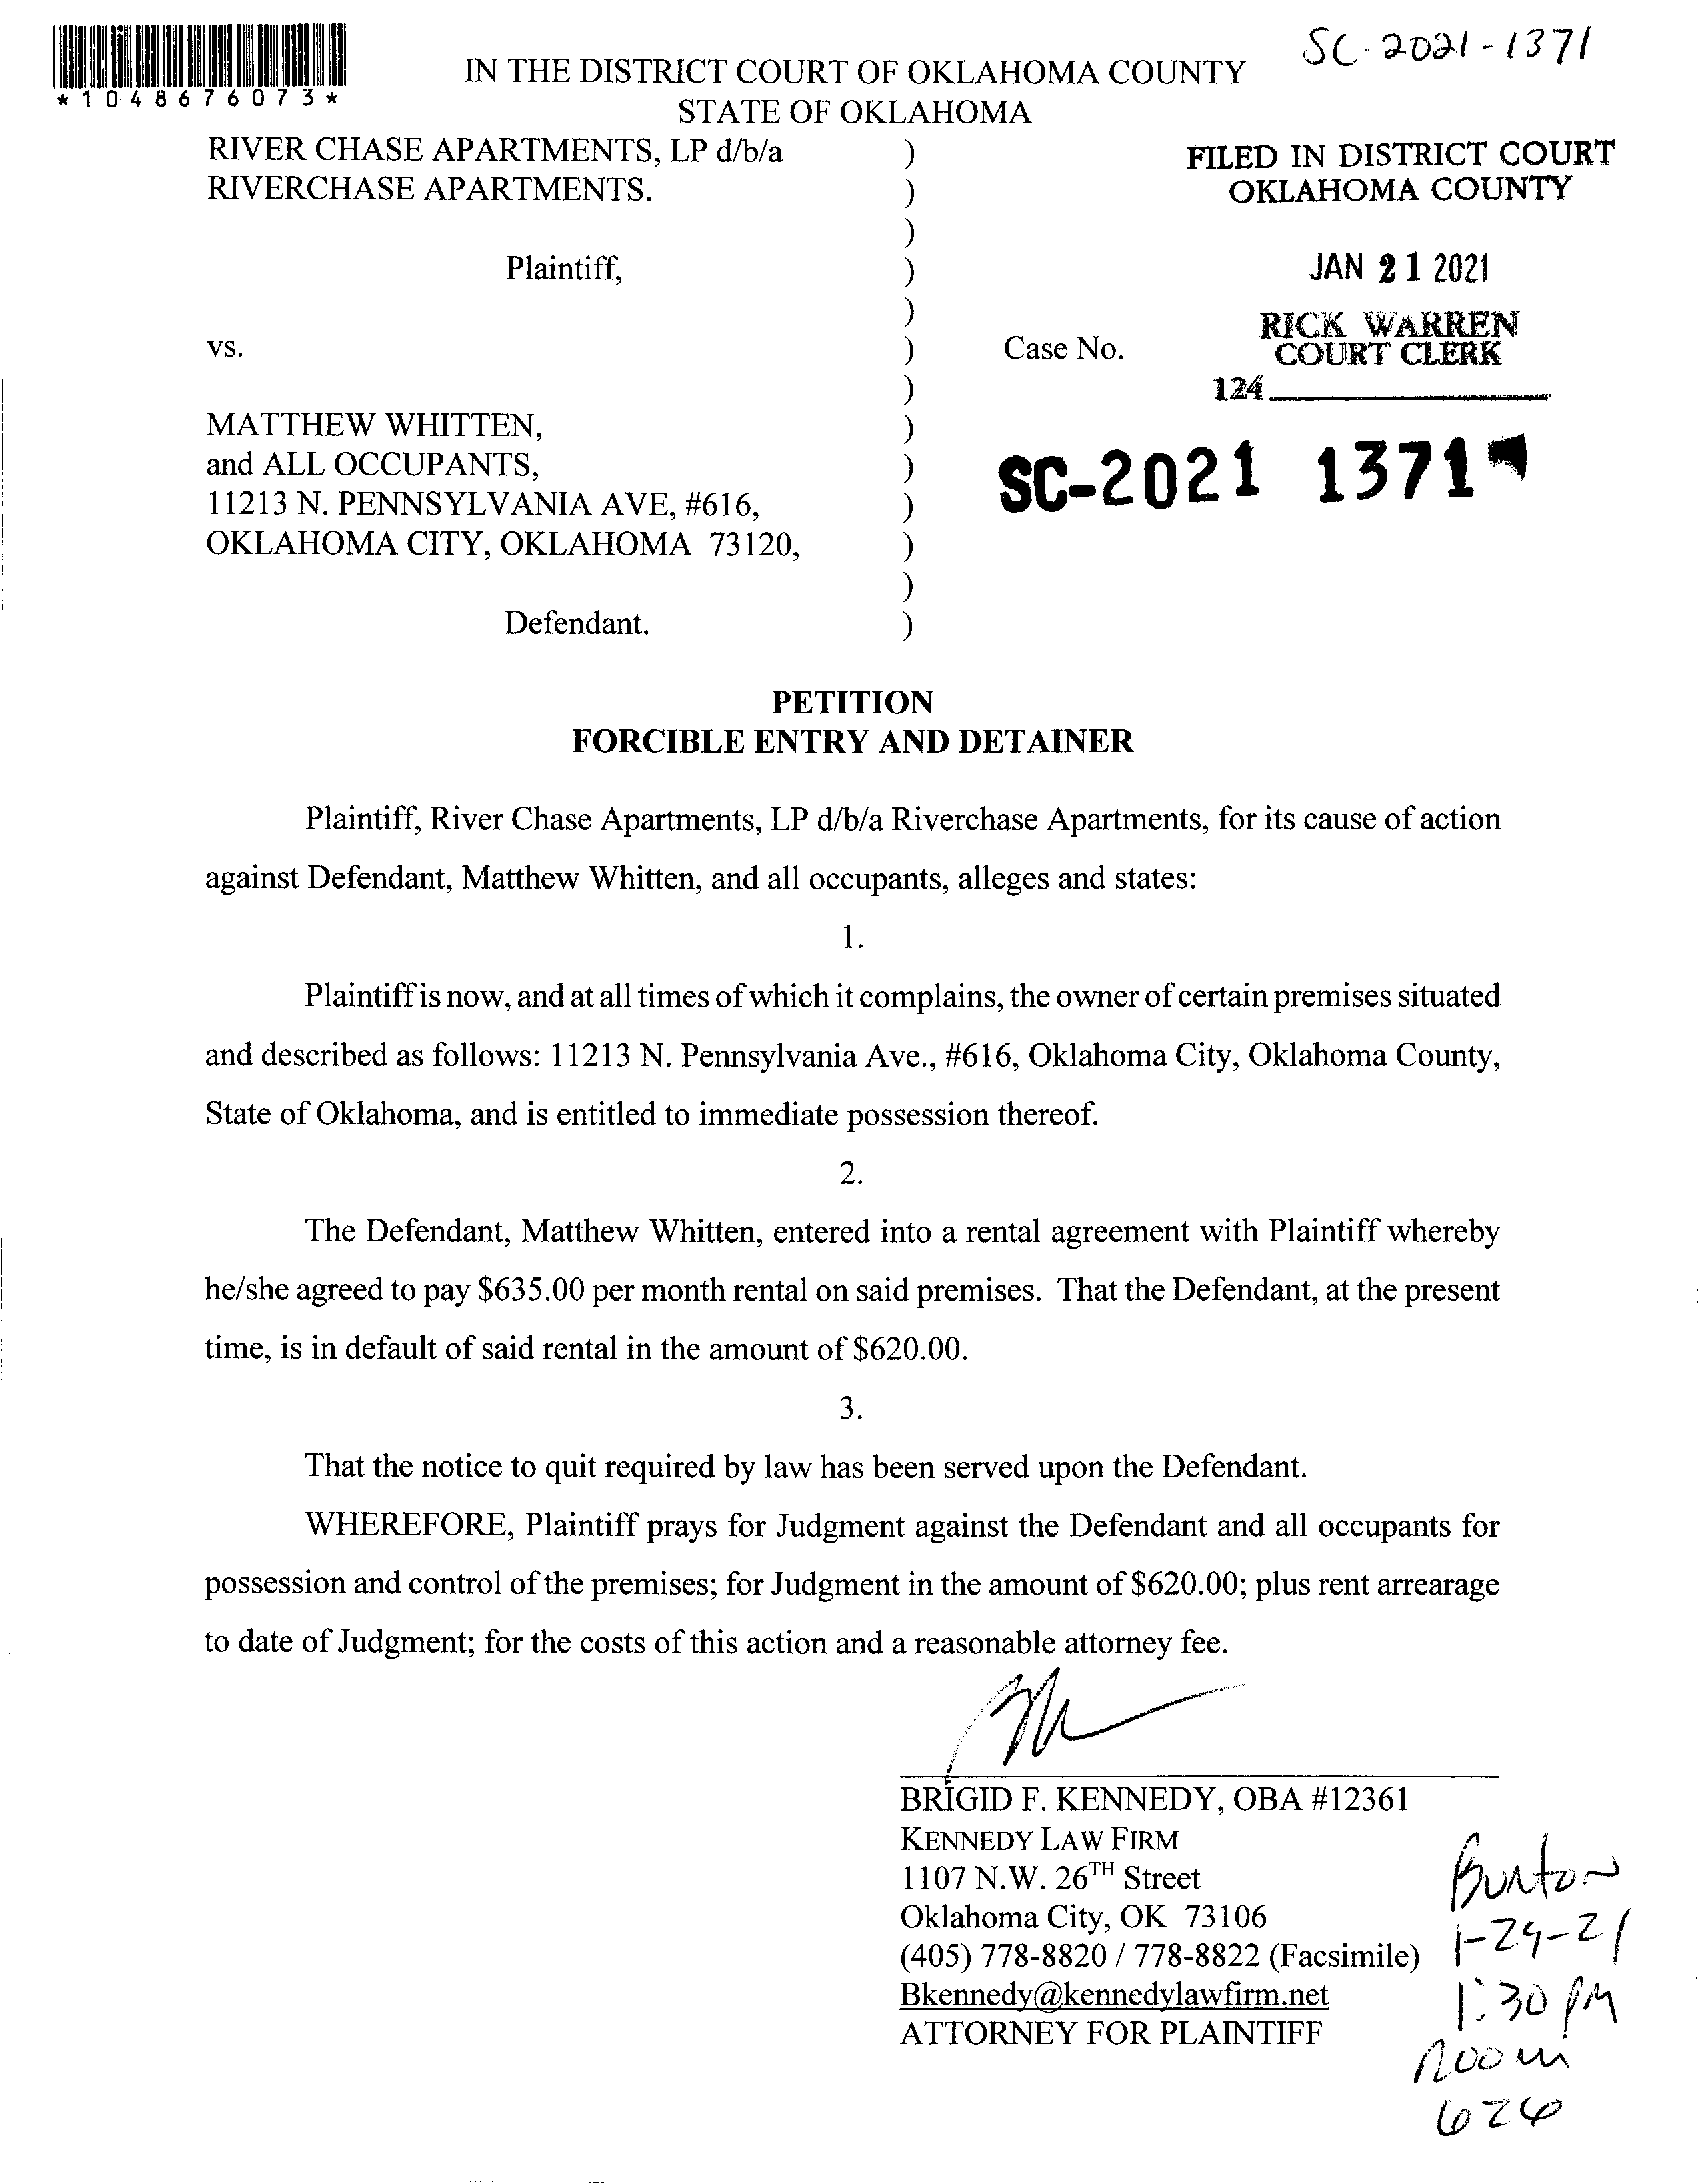 SC-2021-1371
*1048676073*
IN THE DISTRICT COURT OF OKLAHOMA COUNTY
STATE OF OKLAHOMA
RIVER CHASE APARTMENTS, LP d/b/a )
RIVERCHASE APARTMENTS. )
)
Plaintiff, )
)
vs. ) Case No.
)
MATTHEW WHITTEN, )
and ALL OCCUPANTS, )
11213 N. PENNSYLVANIA AVE, #616, )
OKLAHOMA CITY, OKLAHOMA 73120, )
)
Defendant. )
FILED IN DISTRICT COURT
OKLAHOMA COUNTY
JAN 21 2021
RICK WARREN
COURT CLERK
124
SC-2021 1371
PETITION
FORCIBLE ENTRY AND DETAINER
Plaintiff, River Chase Apartments, LP d/b/a Riverchase Apartments, for its cause of action
against Defendant, Matthew Whitten, and all occupants, alleges and states:
1.
Plaintiff is now, and at all times of which it complains, the owner of certain premises situated
and described as follows: 11213 N. Pennsylvania Ave., #616, Oklahoma City, Oklahoma County,
State of Oklahoma, and is entitled to immediate possession thereof.
2.
The Defendant, Matthew Whitten, entered into a rental agreement with Plaintiff whereby
he/she agreed to pay $635.00 per month rental on said premises. That the Defendant, at the present
time, is in default of said rental in the amount of $620.00.
3.
That the notice to quit required by law has been served upon the Defendant.
WHEREFORE, Plaintiff prays for Judgment against the Defendant and all occupants for
possession and control of the premises; for Judgment in the amount of $620.00; plus rent arrearage
to date of Judgment; for the costs of this action and a reasonable attorney fee.
BRIGID F. KENNEDY, OBA #12361
KENNEDY LAW FIRM
1107 N.W. 26TH Street
Oklahoma City, OK 73106
(405) 778-8820 / 778-8822 (Facsimile)
Bkennedy@kennedylawfirm.net
ATTORNEY FOR PLAINTIFF
Burton
1-29-21
1:30 PM
Room
626